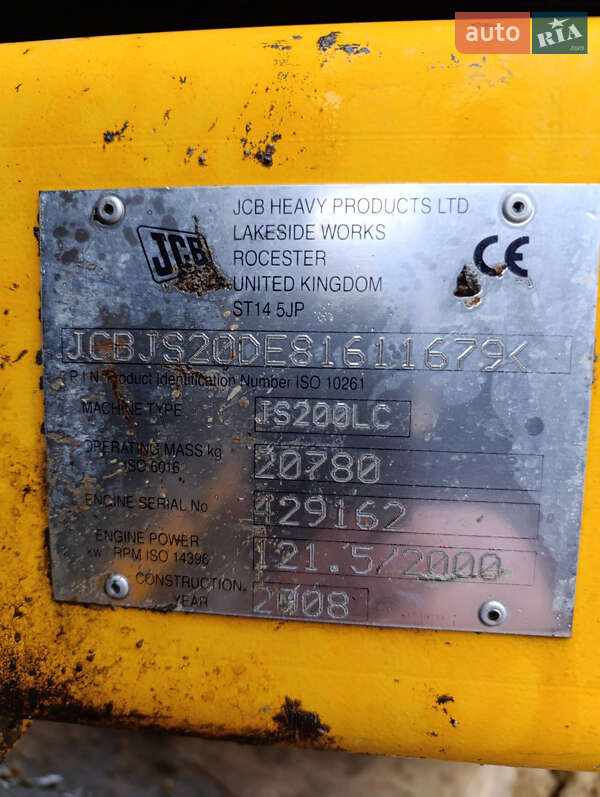 auto RIA.com
JCB
JCB HEAVY PRODUCTS LTD
LAKESIDE WORKS
ROCESTER
UNITED KINGDOM
ST14 5JP
CE
JCBJS20DE81611679<
P.I.N Product Identification Number ISO 10261
MACHINE TYPE JS200LC
OPERATING MASS kg
ISO 6016 20780
ENGINE SERIAL No 429162
ENGINE POWER
kW RPM ISO 14396 121.5/2000
CONSTRUCTION
YEAR 2008